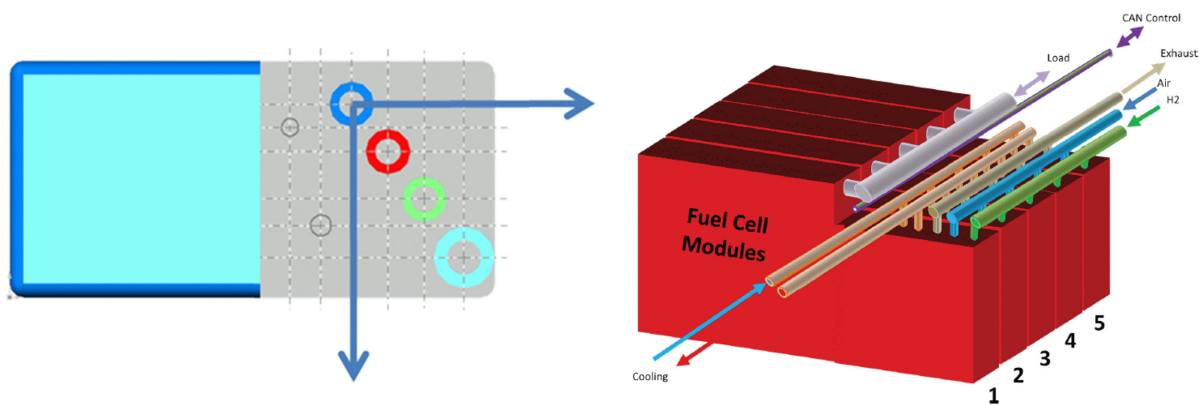 CAN Control
Load
Exhaust
Air
H2
Fuel Cell
Modules
Cooling
1
2
3
4
5